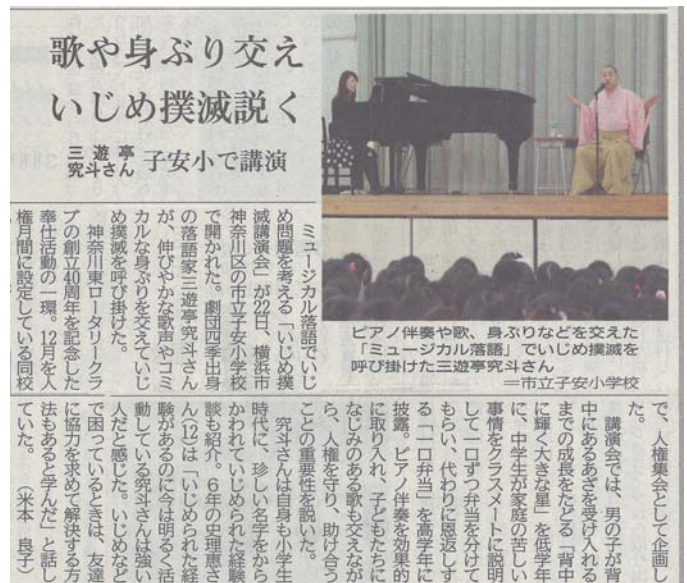 歌や身ぶり交え
いじめ撲滅説く
三遊亭究斗さん 子安小で講演
ピアノ伴奏や歌、身ぶりなどを交えた
「ミュージカル落語」でいじめ撲滅を
呼び掛けた三遊亭究斗さん
=市立子安小学校
ミュージカル落語でいじ
め問題を考える「いじめ撲
滅講演会」が22日、横浜市
神奈川区の市立子安小学校
で開かれた。劇団四季出身
の落語家三遊亭究斗さん
が、伸びやかな歌声やコミ
カルな身ぶりを交えていじ
め撲滅を呼び掛けた。
神奈川東ロータリークラ
ブの創立40周年を記念した
奉仕活動の一環。12月を人
権月間に設定している同校
で、人権集会として企画し
た。
講演会では、男の子が背
中にあるあざを受け入れる
までの成長をたどる「背中
に輝く大きな星」を低学年
に、中学生が家庭の苦しい
事情をクラスメートに説明
して一口ずつ弁当を分けて
もらい、代わりに恩返しす
る「一口弁当」を高学年に
披露。ピアノ伴奏を効果的
に取り入れ、子どもたちに
なじみのある歌も交えなが
ら、人権を守り、助け合う
ことの重要性を説いた。
究斗さんは自身も小学生
時代に、珍しい名字をから
かわれていじめられた経験
談も紹介。6年の史理恵さ
ん(12)は「いじめられた経
験があるのに今は明るく活
動している究斗さんは強い
人だと感じた。いじめなど
で困っているときは、友達
に協力を求めて解決する方
法もあると学んだ」と話し
ていた。 (米本 良子)